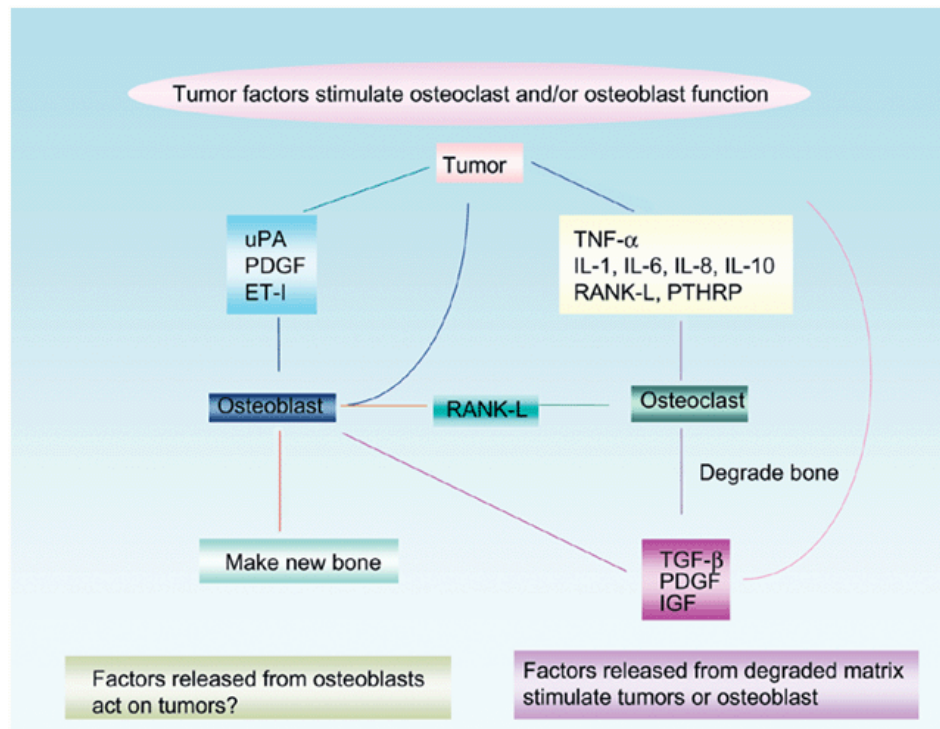 Tumor factors stimulate osteoclast and/or osteoblast function
Tumor
uPA
PDGF
ET-I
TNF-α
IL-1, IL-6, IL-8, IL-10
RANK-L, PTHRP
Osteoblast
RANK-L
Osteoclast
Degrade bone
Make new bone
TGF-β
PDGF
IGF
Factors released from osteoblasts
act on tumors?
Factors released from degraded matrix
stimulate tumors or osteoblast